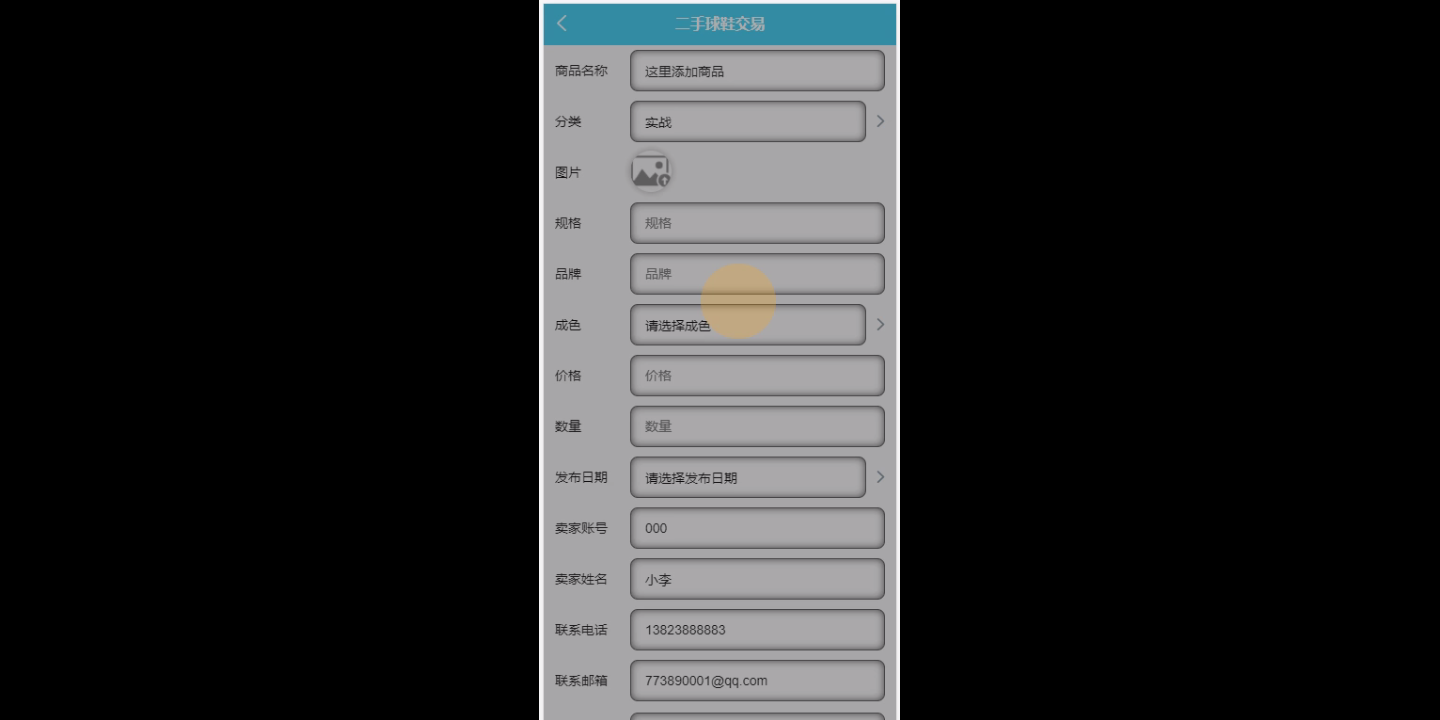 二手球鞋交易
商品名称 这里添加商品
分类 实战
图片
规格 规格
品牌 品牌
成色 请选择成色
价格 价格
数量 数量
发布日期 请选择发布日期
卖家账号 000
卖家姓名 小李
联系电话 13823888883
联系邮箱 773890001@qq.com